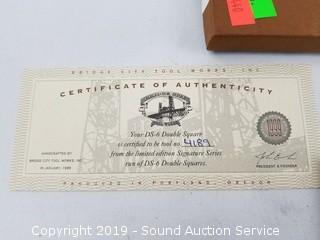 BRIDGE CITY TOOL WORKS, INC.
CERTIFICATE OF AUTHENTICITY
Your DS-6 Double Square
is certified to be tool no. 4189
from the limited edition Signature Series
run of DS-6 Double Squares.
HANDCRAFTED BY
BRIDGE CITY TOOL WORKS, INC.
IN JANUARY, 1999
1999
PRESIDENT & FOUNDER
PRODUCED IN PORTLAND, OREGON
Copyright 2019 - Sound Auction Service